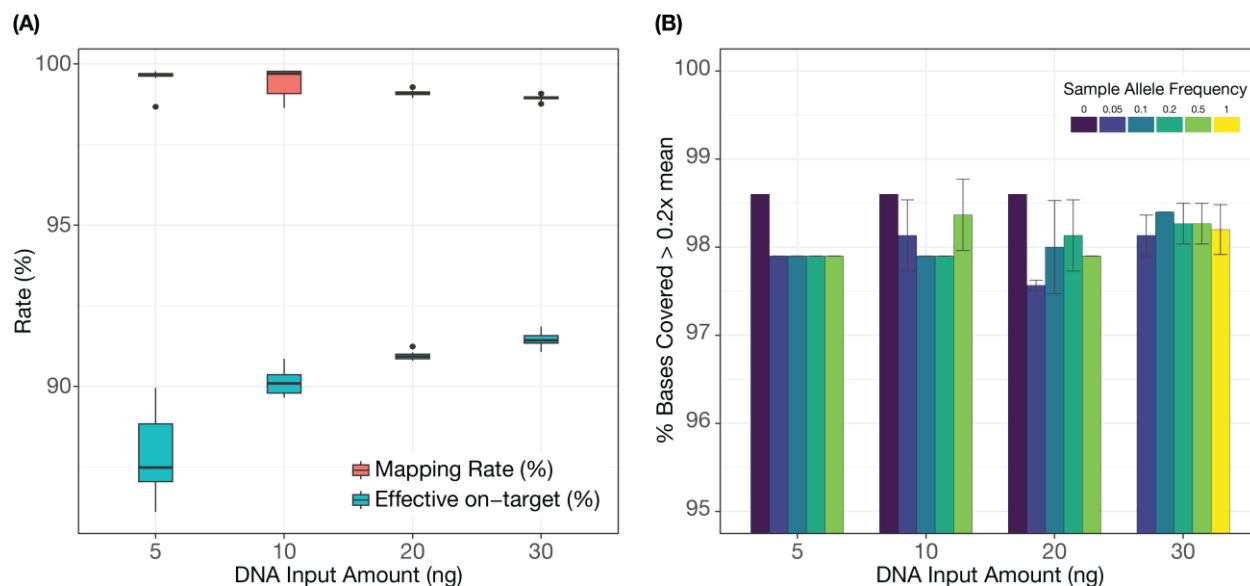 (A)
100
95
90
Rate (%)
Mapping Rate (%)
Effective on-target (%)
5 10 20 30
DNA Input Amount (ng)
(B)
100
99
98
97
96
95
% Bases Covered > 0.2x mean
Sample Allele Frequency
0 0.05 0.1 0.2 0.5 1
5 10 20 30
DNA Input Amount (ng)